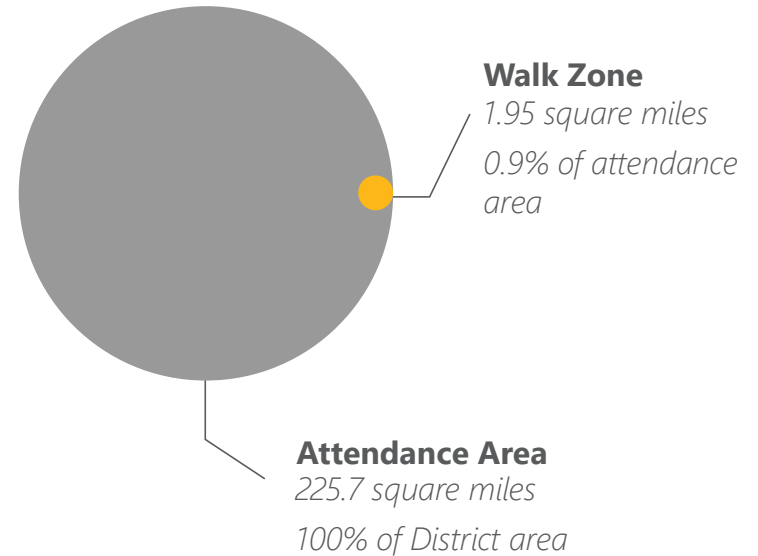 Walk Zone
1.95 square miles
0.9% of attendance
area
Attendance Area
225.7 square miles
100% of District area